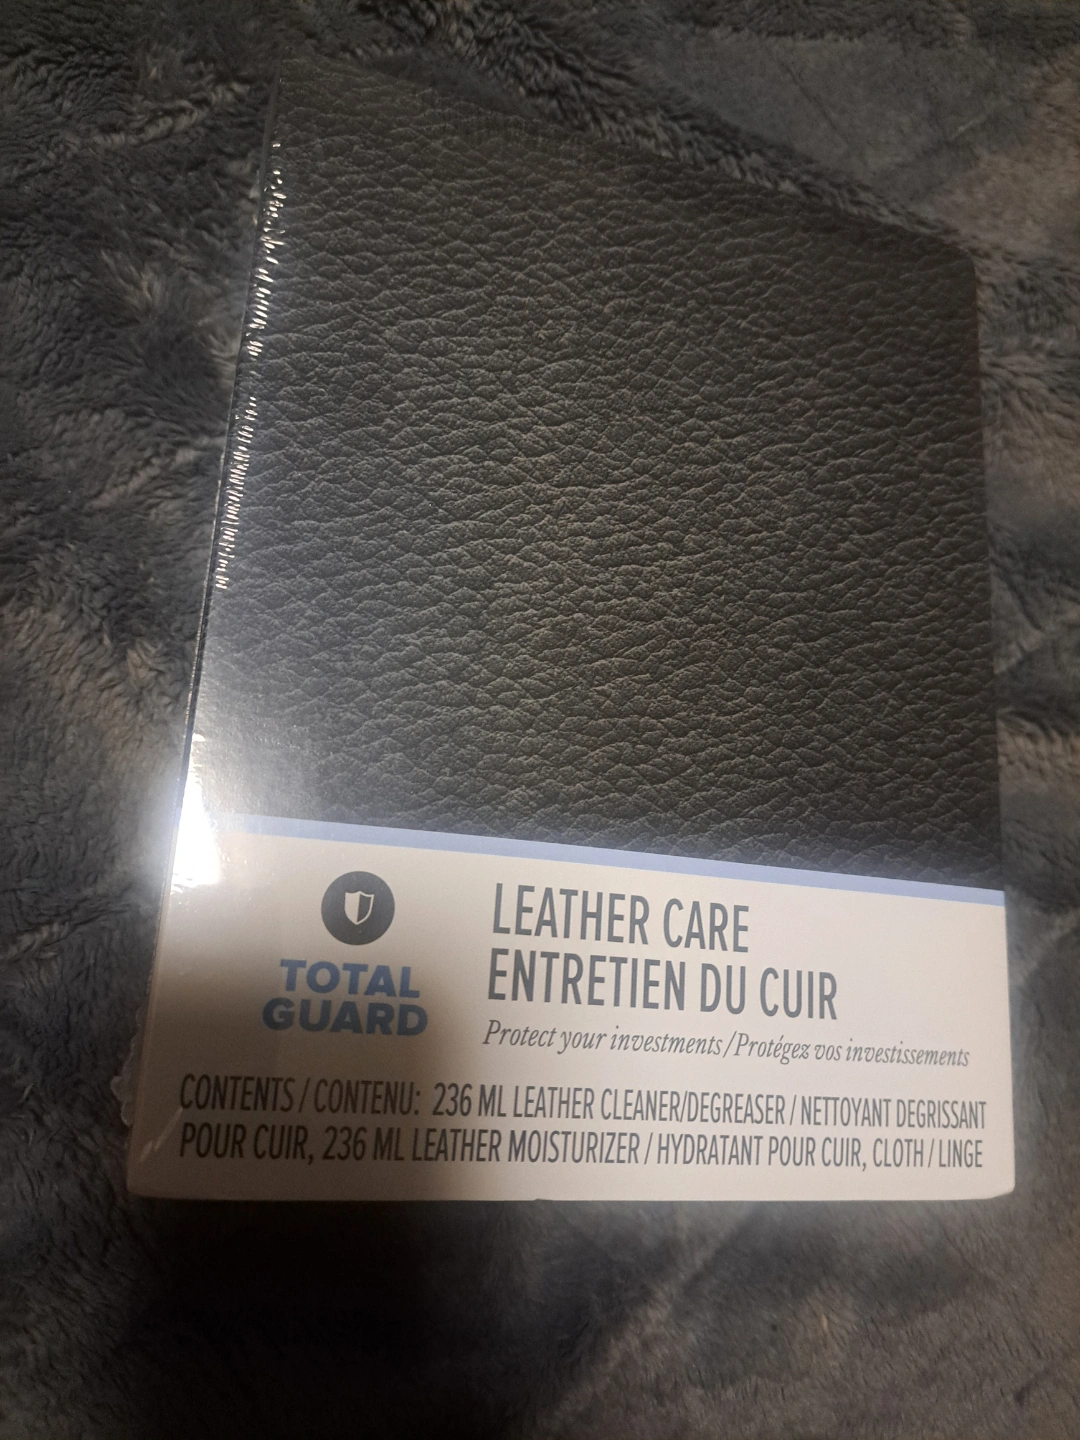 TOTAL
GUARD
LEATHER CARE
ENTRETIEN DU CUIR
Protect your investments/Protégez vos investissements
CONTENTS / CONTENU: 236 ML LEATHER CLEANER/DEGREASER / NETTOYANT DEGRISSANT
POUR CUIR, 236 ML LEATHER MOISTURIZER / HYDRATANT POUR CUIR, CLOTH / LINGE